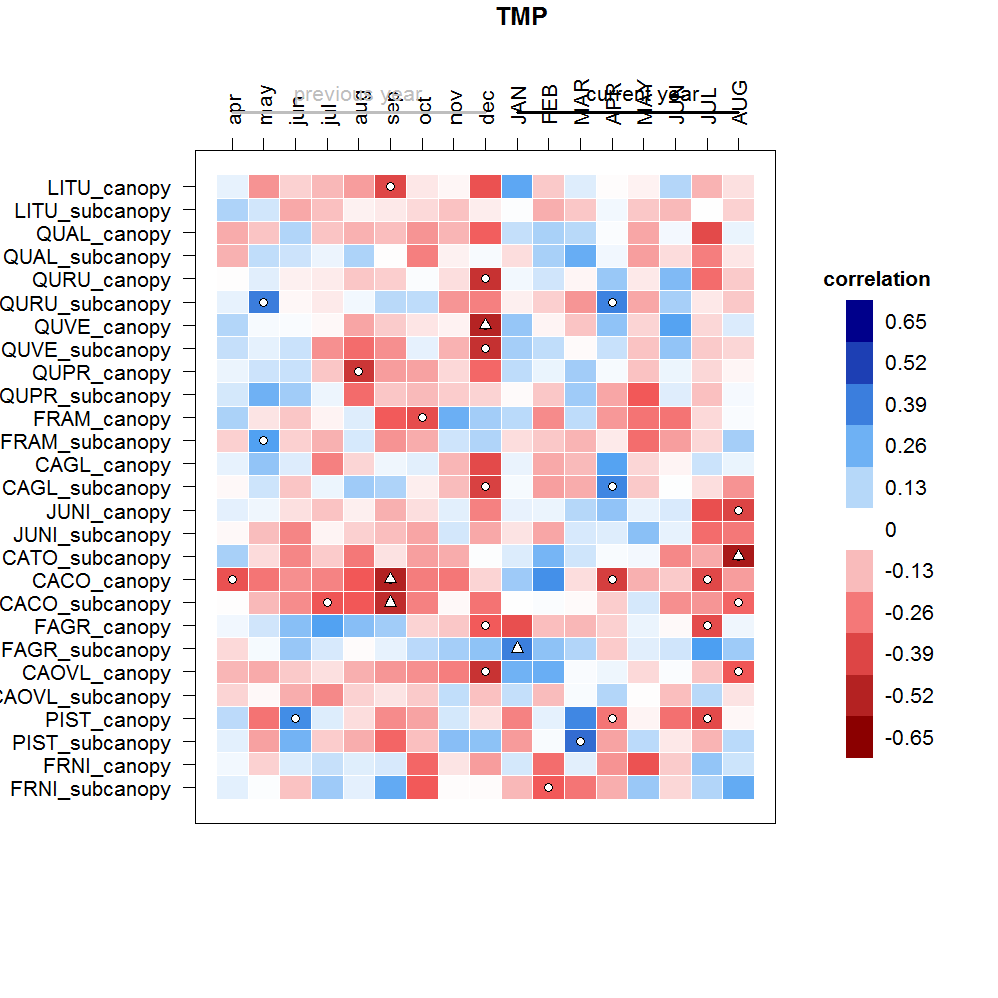 TMP
previous year
current year
apr
may
jun
jul
aug
sep
oct
nov
dec
JAN
FEB
MAR
APR
MAY
JUN
JUL
AUG
LITU_canopy
LITU_subcanopy
QUAL_canopy
QUAL_subcanopy
QURU_canopy
QURU_subcanopy
QUVE_canopy
QUVE_subcanopy
QUPR_canopy
QUPR_subcanopy
FRAM_canopy
FRAM_subcanopy
CAGL_canopy
CAGL_subcanopy
JUNI_canopy
JUNI_subcanopy
CATO_subcanopy
CACO_canopy
CACO_subcanopy
FAGR_canopy
FAGR_subcanopy
CAOVL_canopy
CAOVL_subcanopy
PIST_canopy
PIST_subcanopy
FRNI_canopy
FRNI_subcanopy
correlation
0.65
0.52
0.39
0.26
0.13
0
-0.13
-0.26
-0.39
-0.52
-0.65